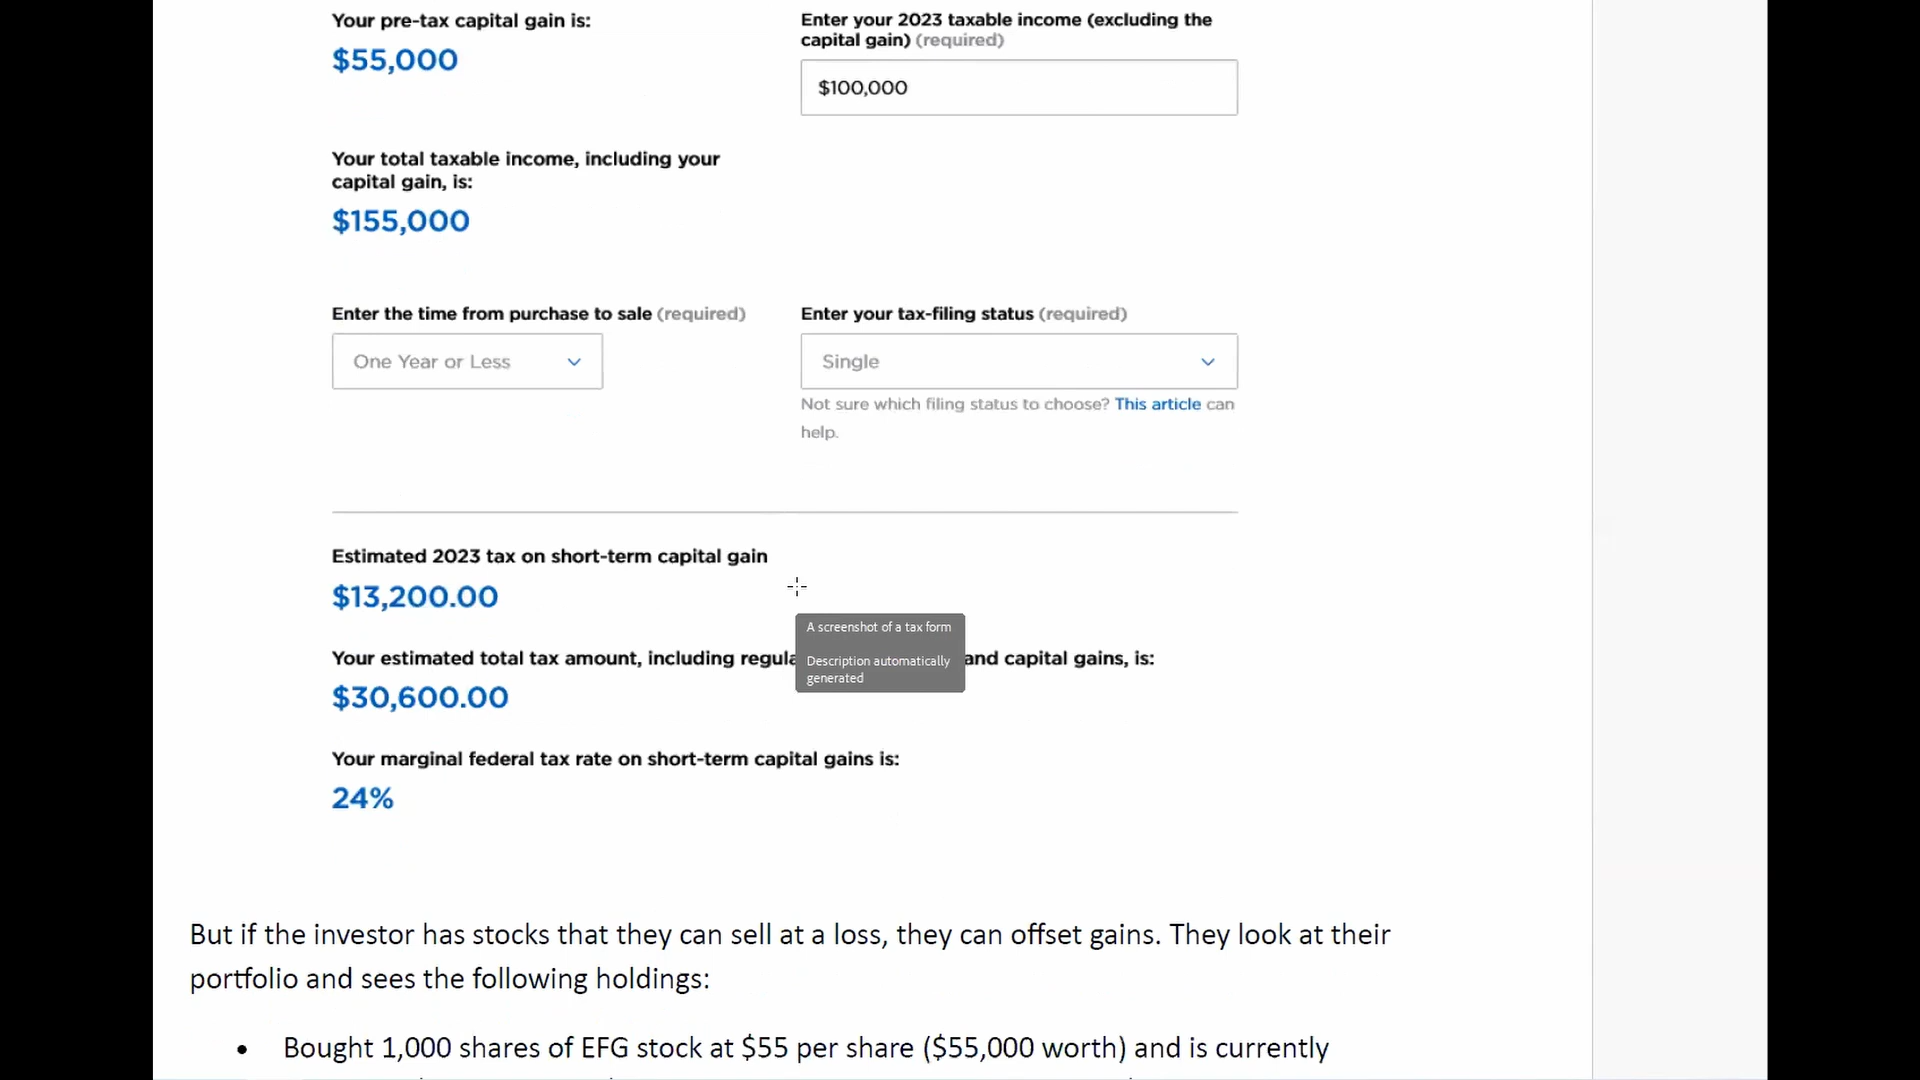 Your pre-tax capital gain is:
$55,000
Enter your 2023 taxable income (excluding the
capital gain) (required)
$100,000
Your total taxable income, including your
capital gain, is:
$155,000
Enter the time from purchase to sale (required)
One Year or Less
Enter your tax-filing status (required)
Single
Not sure which filing status to choose? This article can
help.
Estimated 2023 tax on short-term capital gain
$13,200.00
A screenshot of a tax form
Description automatically
generated
Your estimated total tax amount, including and capital gains, is:
$30,600.00
Your marginal federal tax rate on short-term capital gains is:
24%
But if the investor has stocks that they can sell at a loss, they can offset gains. They look at their
portfolio and sees the following holdings:
• Bought 1,000 shares of EFG stock at $55 per share ($55,000 worth) and is currently